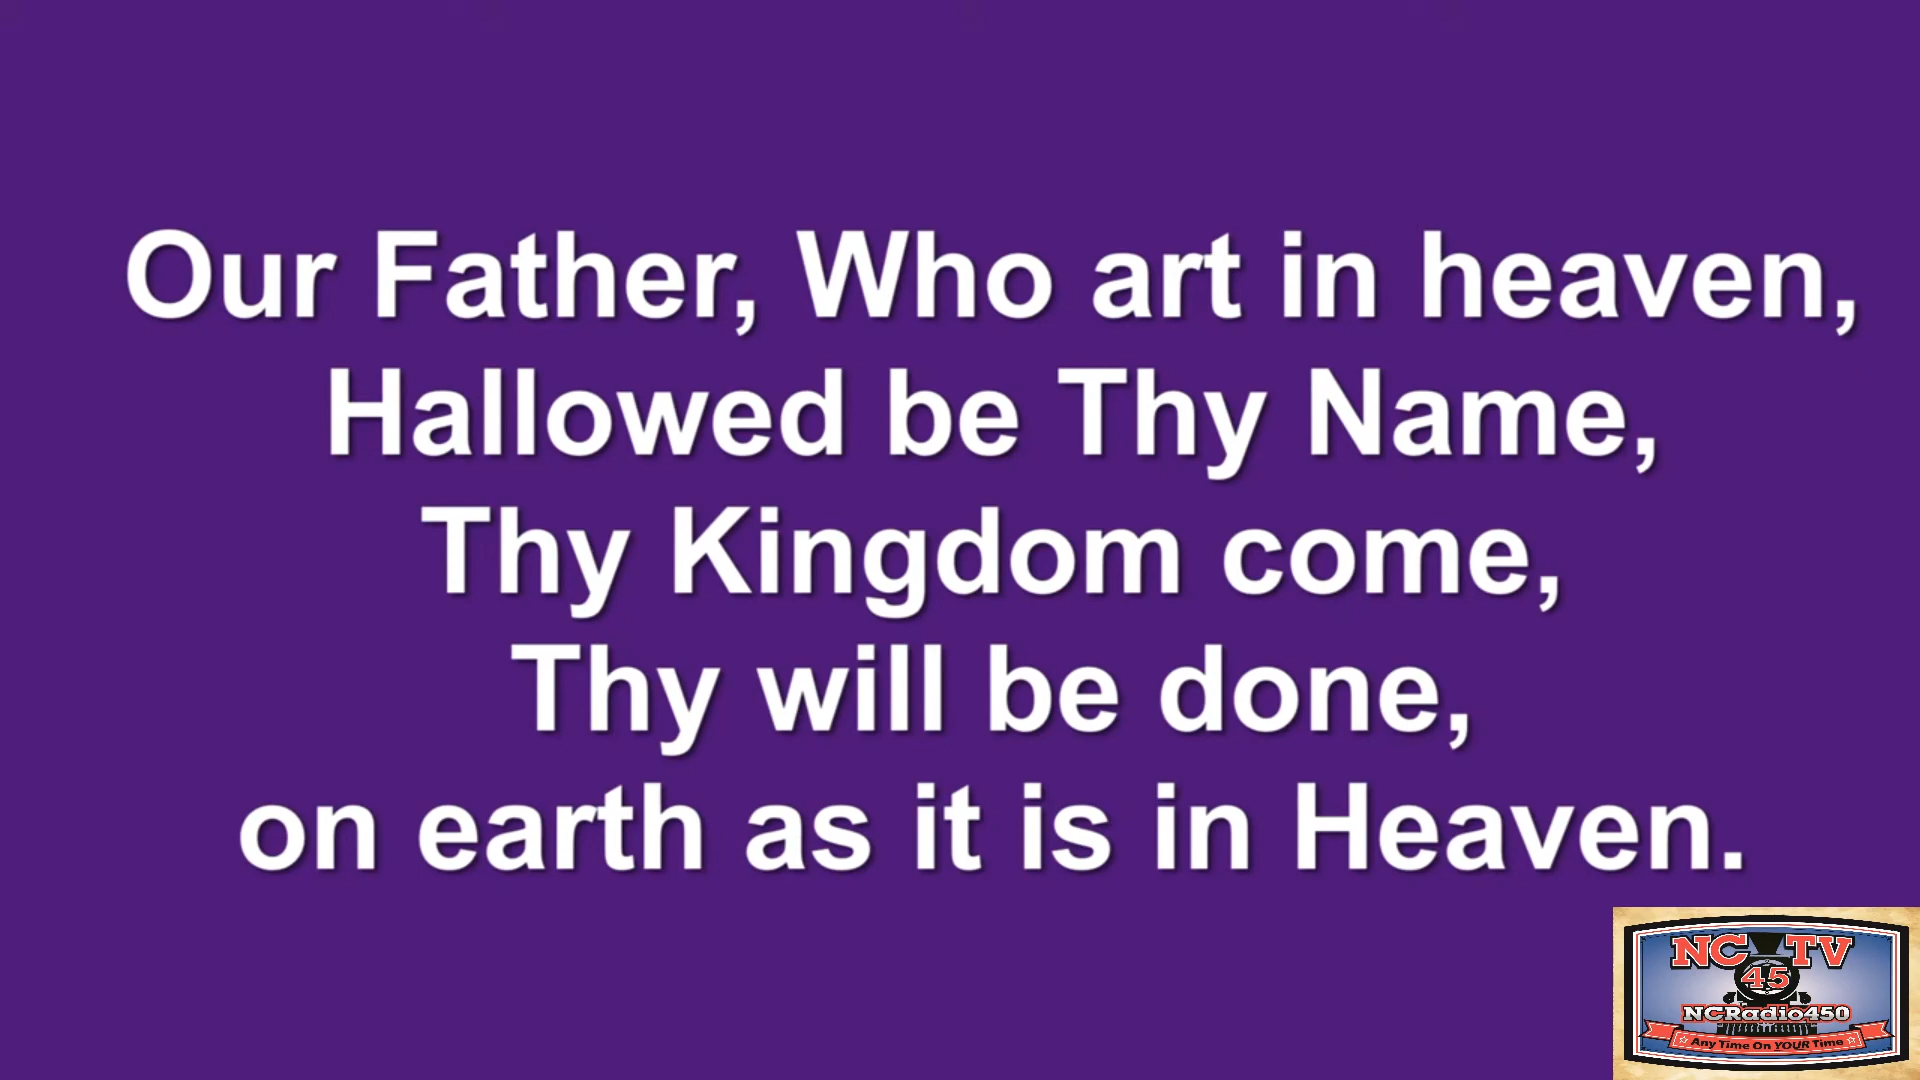 Our Father, Who art in heaven,
Hallowed be Thy Name,
Thy Kingdom come,
Thy will be done,
on earth as it is in Heaven.
NC TV
45
NCRadio450
Any Time On YOUR Time